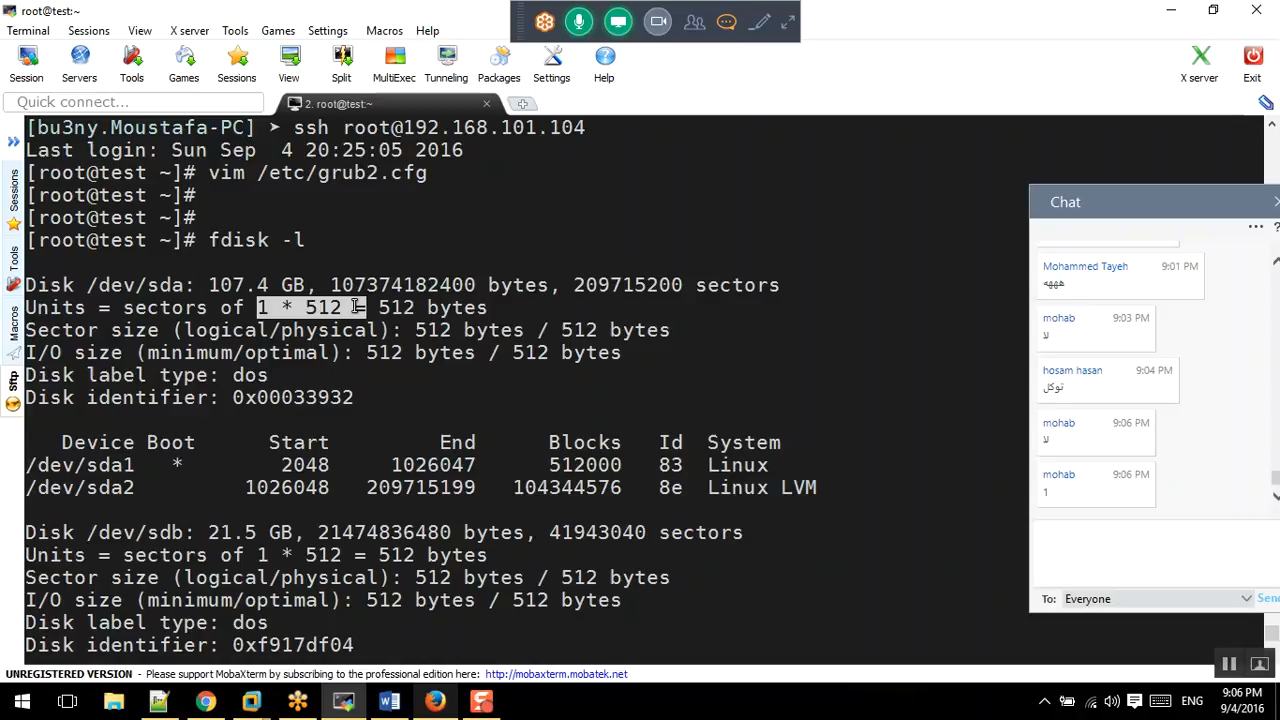 root@test:~
Terminal Sessions View X server Tools Games Settings Macros Help
Session Servers Tools Games Sessions View Split MultiExec Tunneling Packages Settings Help X server Exit
Quick connect...
2. root@test:~
[bu3ny.Moustafa-PC] ➤ ssh root@192.168.101.104
Last login: Sun Sep  4 20:25:05 2016
[root@test ~]# vim /etc/grub2.cfg
[root@test ~]#
[root@test ~]#
[root@test ~]# fdisk -l
Disk /dev/sda: 107.4 GB, 107374182400 bytes, 209715200 sectors
Units = sectors of 1 * 512 = 512 bytes
Sector size (logical/physical): 512 bytes / 512 bytes
I/O size (minimum/optimal): 512 bytes / 512 bytes
Disk label type: dos
Disk identifier: 0x00033932
Device Boot      Start         End      Blocks   Id  System
/dev/sda1   *        2048     1026047      512000   83  Linux
/dev/sda2         1026048   209715199   104344576   8e  Linux LVM
Disk /dev/sdb: 21.5 GB, 21474836480 bytes, 41943040 sectors
Units = sectors of 1 * 512 = 512 bytes
Sector size (logical/physical): 512 bytes / 512 bytes
I/O size (minimum/optimal): 512 bytes / 512 bytes
Disk label type: dos
Disk identifier: 0xf917df04
Sessions
Tools
Macros
Sftp
Chat
Mohammed Tayeh 9:01 PM
هههه
mohab 9:03 PM
لا
hosam hasan 9:04 PM
توكل
mohab 9:06 PM
لا
mohab 9:06 PM
1
To: Everyone Send
UNREGISTERED VERSION - Please support MobaXterm by subscribing to the professional edition here: http://mobaxterm.mobatek.net
ENG
9:06 PM
9/4/2016